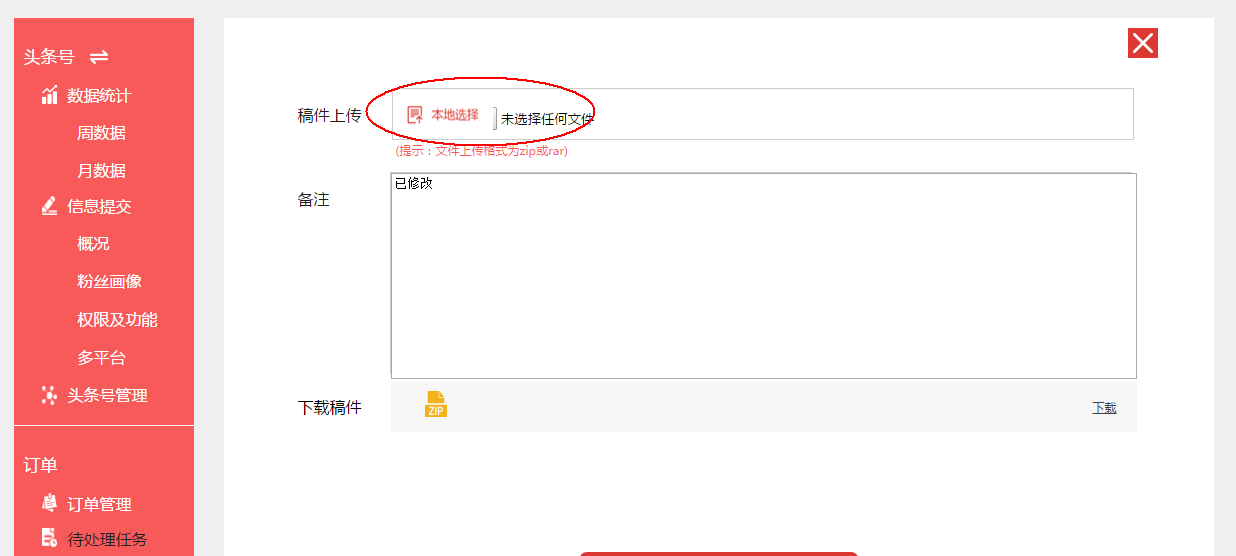 头条号
数据统计
周数据
月数据
信息提交
概况
粉丝画像
权限及功能
多平台
头条号管理
订单
订单管理
待处理任务
稿件上传
本地选择
未选择任何文件
(提示：文件上传格式为zip或rar)
备注
已修改
下载稿件
ZIP
下载